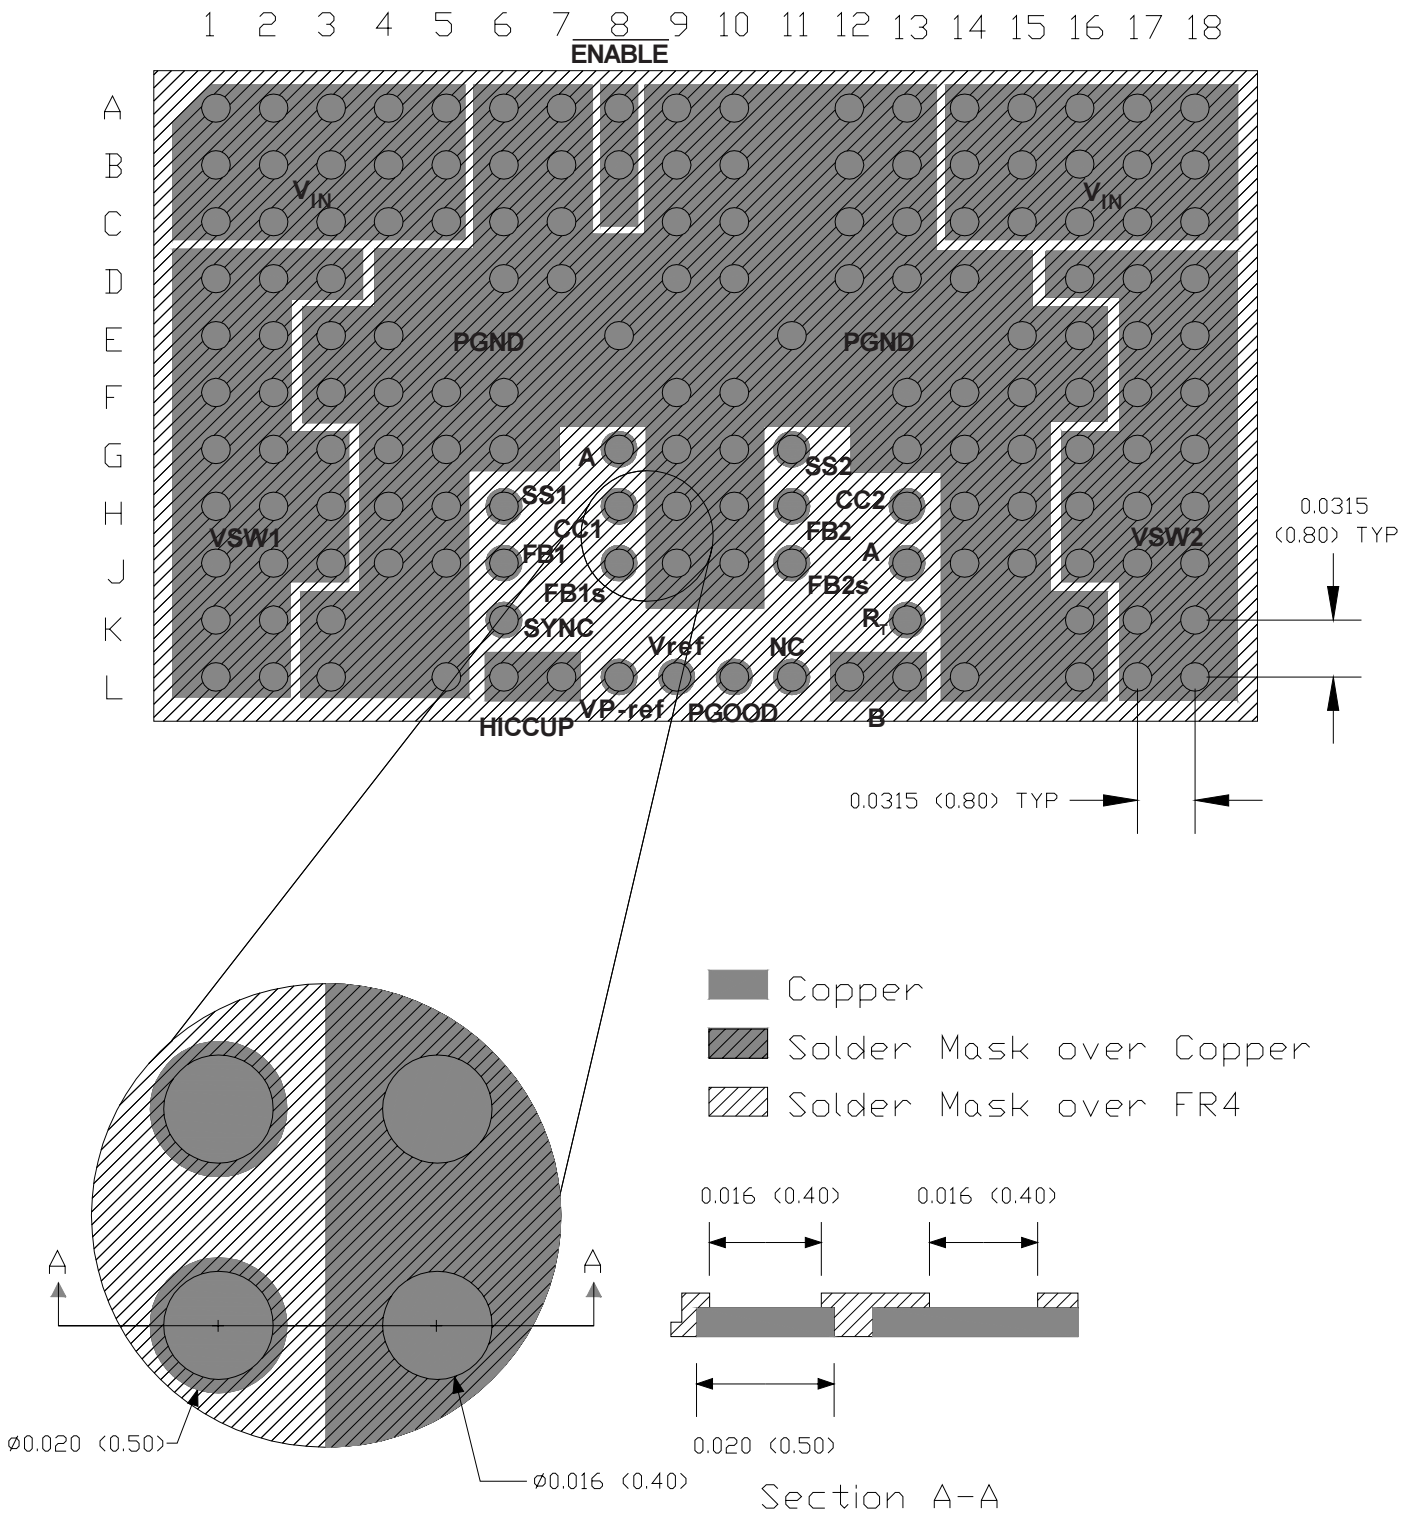 1 2 3 4 5 6 7 8 9 10 11 12 13 14 15 16 17 18
ENABLE
A
B
VIN VIN
C
D
E
PGND PGND
F
G
A SS2
SS1 CC2
H
0.0315
(0.80) TYP
CC1 FB2
VSW1 VSW2
FB1 A
J
FB1s FB2s
K
SYNC RT
Vref NC
L
VP-ref PGOOD B
HICCUP
0.0315 (0.80) TYP
Copper
Solder Mask over Copper
Solder Mask over FR4
0.016 (0.40) 0.016 (0.40)
A A
Ø0.020 (0.50)
0.020 (0.50)
Ø0.016 (0.40)
Section A-A